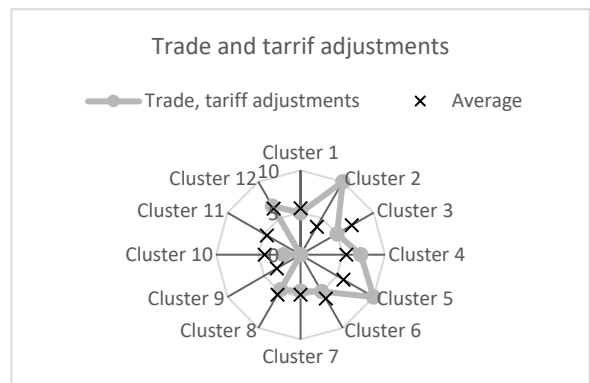 Trade and tarrif adjustments
Trade, tariff adjustments
Average
Cluster 1
10
Cluster 12
Cluster 2
Cluster 11
5
Cluster 3
Cluster 10
0
Cluster 4
Cluster 9
Cluster 5
Cluster 8
Cluster 6
Cluster 7